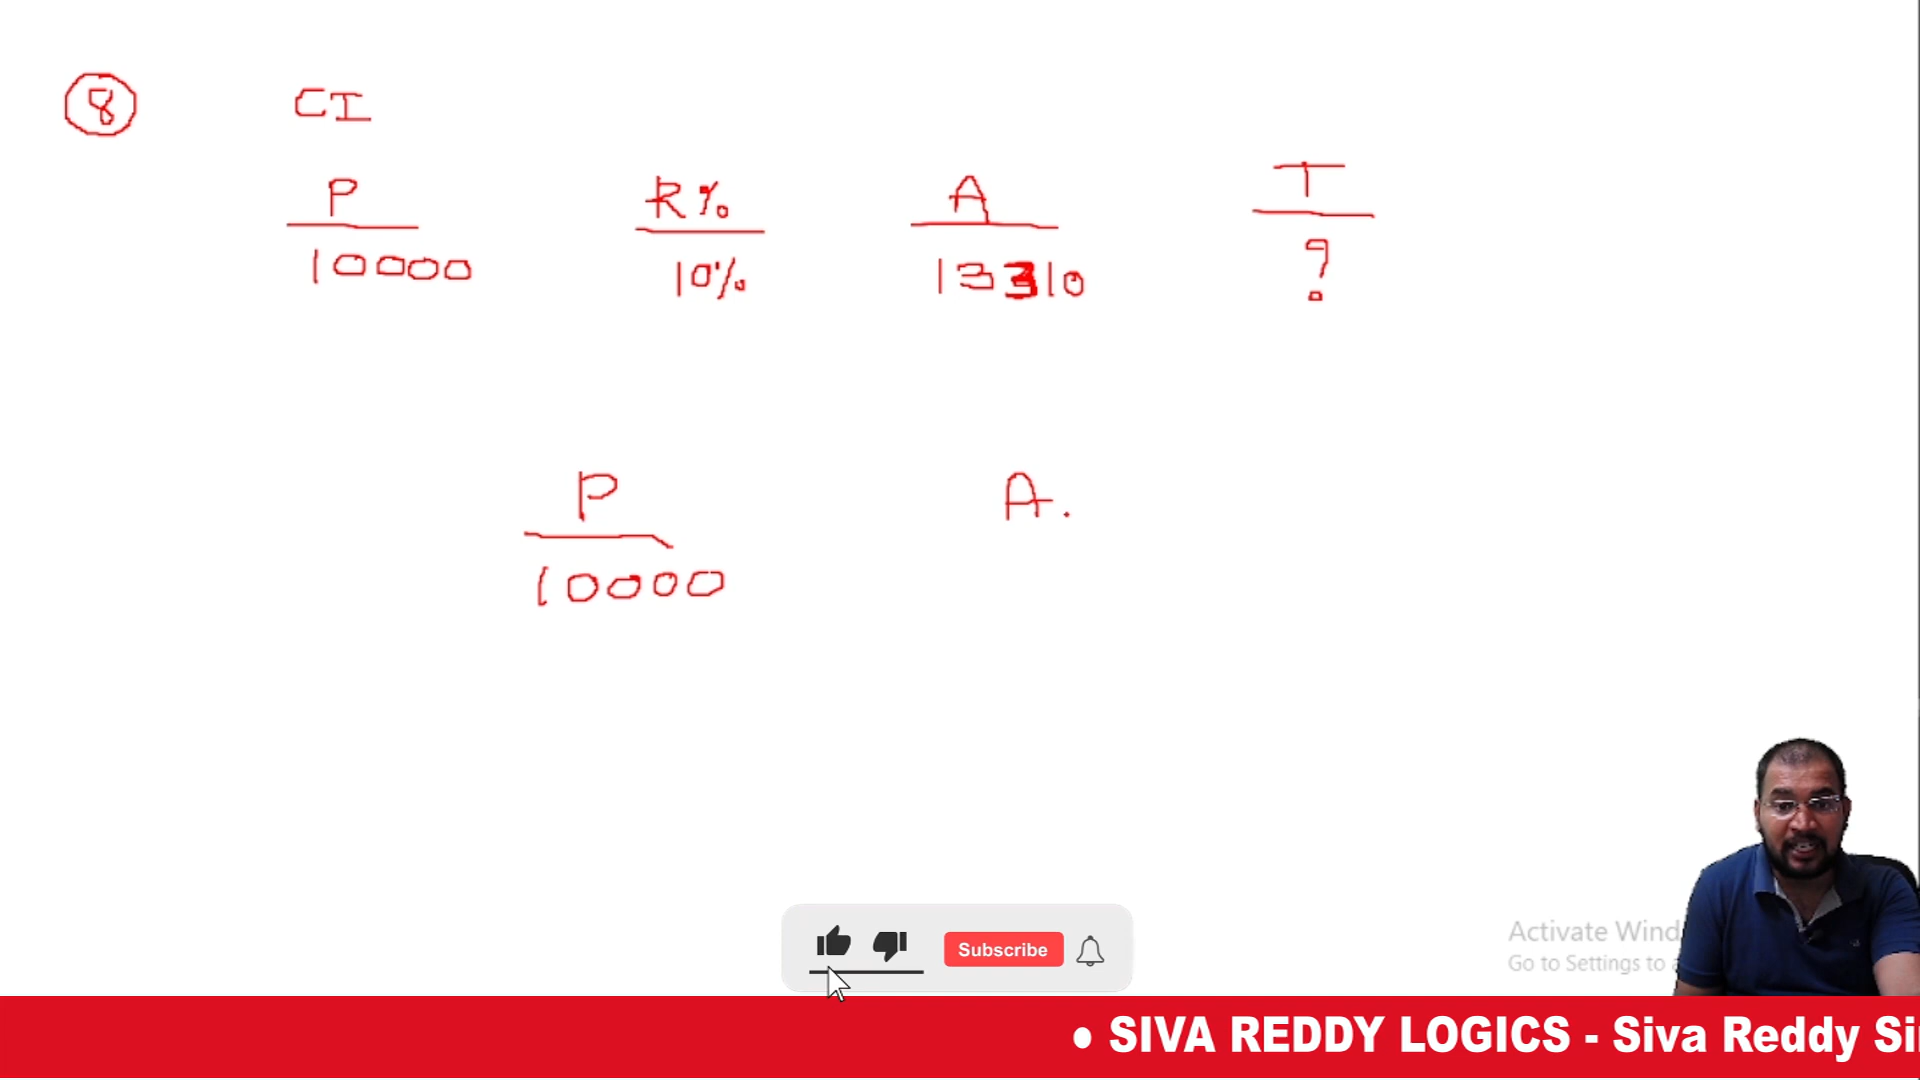 8 CI
P R% A T
10000 10% 13310 ?
P A.
10000
Subscribe
Activate Wind
Go to Settings to
• SIVA REDDY LOGICS - Siva Reddy Si